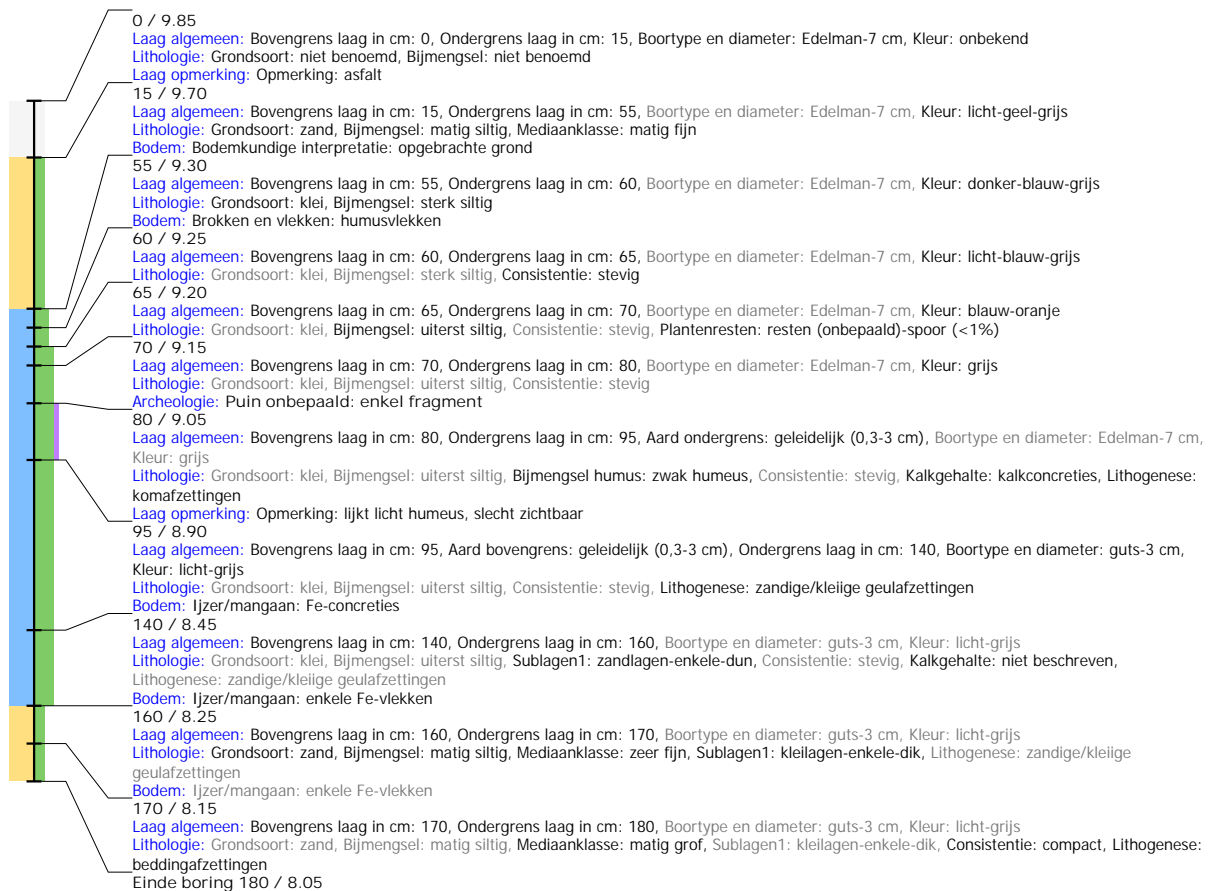 0 / 9.85
Laag algemeen: Bovengrens laag in cm: 0, Ondergrens laag in cm: 15, Boortype en diameter: Edelman-7 cm, Kleur: onbekend
Lithologie: Grondsoort: niet benoemd, Bijmengsel: niet benoemd
Laag opmerking: Opmerking: asfalt
15 / 9.70
Laag algemeen: Bovengrens laag in cm: 15, Ondergrens laag in cm: 55, Boortype en diameter: Edelman-7 cm, Kleur: licht-geel-grijs
Lithologie: Grondsoort: zand, Bijmengsel: matig siltig, Mediaanklasse: matig fijn
Bodem: Bodemkundige interpretatie: opgebrachte grond
55 / 9.30
Laag algemeen: Bovengrens laag in cm: 55, Ondergrens laag in cm: 60, Boortype en diameter: Edelman-7 cm, Kleur: donker-blauw-grijs
Lithologie: Grondsoort: klei, Bijmengsel: sterk siltig
Bodem: Brokken en vlekken: humusvlekken
60 / 9.25
Laag algemeen: Bovengrens laag in cm: 60, Ondergrens laag in cm: 65, Boortype en diameter: Edelman-7 cm, Kleur: licht-blauw-grijs
Lithologie: Grondsoort: klei, Bijmengsel: sterk siltig, Consistentie: stevig
65 / 9.20
Laag algemeen: Bovengrens laag in cm: 65, Ondergrens laag in cm: 70, Boortype en diameter: Edelman-7 cm, Kleur: blauw-oranje
Lithologie: Grondsoort: klei, Bijmengsel: uiterst siltig, Consistentie: stevig, Plantenresten: resten (onbepaald)-spoor (<1%)
70 / 9.15
Laag algemeen: Bovengrens laag in cm: 70, Ondergrens laag in cm: 80, Boortype en diameter: Edelman-7 cm, Kleur: grijs
Lithologie: Grondsoort: klei, Bijmengsel: uiterst siltig, Consistentie: stevig
Archeologie: Puin onbepaald: enkel fragment
80 / 9.05
Laag algemeen: Bovengrens laag in cm: 80, Ondergrens laag in cm: 95, Aard ondergrens: geleidelijk (0,3-3 cm), Boortype en diameter: Edelman-7 cm,
Kleur: grijs
Lithologie: Grondsoort: klei, Bijmengsel: uiterst siltig, Bijmengsel humus: zwak humeus, Consistentie: stevig, Kalkgehalte: kalkconcreties, Lithogenese:
komafzettingen
Laag opmerking: Opmerking: lijkt licht humeus, slecht zichtbaar
95 / 8.90
Laag algemeen: Bovengrens laag in cm: 95, Aard bovengrens: geleidelijk (0,3-3 cm), Ondergrens laag in cm: 140, Boortype en diameter: guts-3 cm,
Kleur: licht-grijs
Lithologie: Grondsoort: klei, Bijmengsel: uiterst siltig, Consistentie: stevig, Lithogenese: zandige/kleiige geulafzettingen
Bodem: Ijzer/mangaan: Fe-concreties
140 / 8.45
Laag algemeen: Bovengrens laag in cm: 140, Ondergrens laag in cm: 160, Boortype en diameter: guts-3 cm, Kleur: licht-grijs
Lithologie: Grondsoort: klei, Bijmengsel: uiterst siltig, Sublagen1: zandlagen-enkele-dun, Consistentie: stevig, Kalkgehalte: niet beschreven,
Lithogenese: zandige/kleiige geulafzettingen
Bodem: Ijzer/mangaan: enkele Fe-vlekken
160 / 8.25
Laag algemeen: Bovengrens laag in cm: 160, Ondergrens laag in cm: 170, Boortype en diameter: guts-3 cm, Kleur: licht-grijs
Lithologie: Grondsoort: zand, Bijmengsel: matig siltig, Mediaanklasse: zeer fijn, Sublagen1: kleilagen-enkele-dik, Lithogenese: zandige/kleiige
geulafzettingen
Bodem: Ijzer/mangaan: enkele Fe-vlekken
170 / 8.15
Laag algemeen: Bovengrens laag in cm: 170, Ondergrens laag in cm: 180, Boortype en diameter: guts-3 cm, Kleur: licht-grijs
Lithologie: Grondsoort: zand, Bijmengsel: matig siltig, Mediaanklasse: matig grof, Sublagen1: kleilagen-enkele-dik, Consistentie: compact, Lithogenese:
beddingafzettingen
Einde boring 180 / 8.05